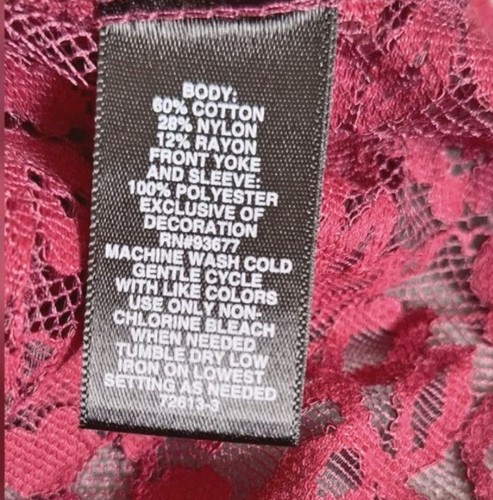 BODY:
60% COTTON
28% NYLON
12% RAYON
FRONT YOKE
AND SLEEVE:
100% POLYESTER
EXCLUSIVE OF
DECORATION
RN#93677
MACHINE WASH COLD
GENTLE CYCLE
WITH LIKE COLORS
USE ONLY NON-
CHLORINE BLEACH
WHEN NEEDED
TUMBLE DRY LOW
IRON ON LOWEST
SETTING AS NEEDED
72613-3